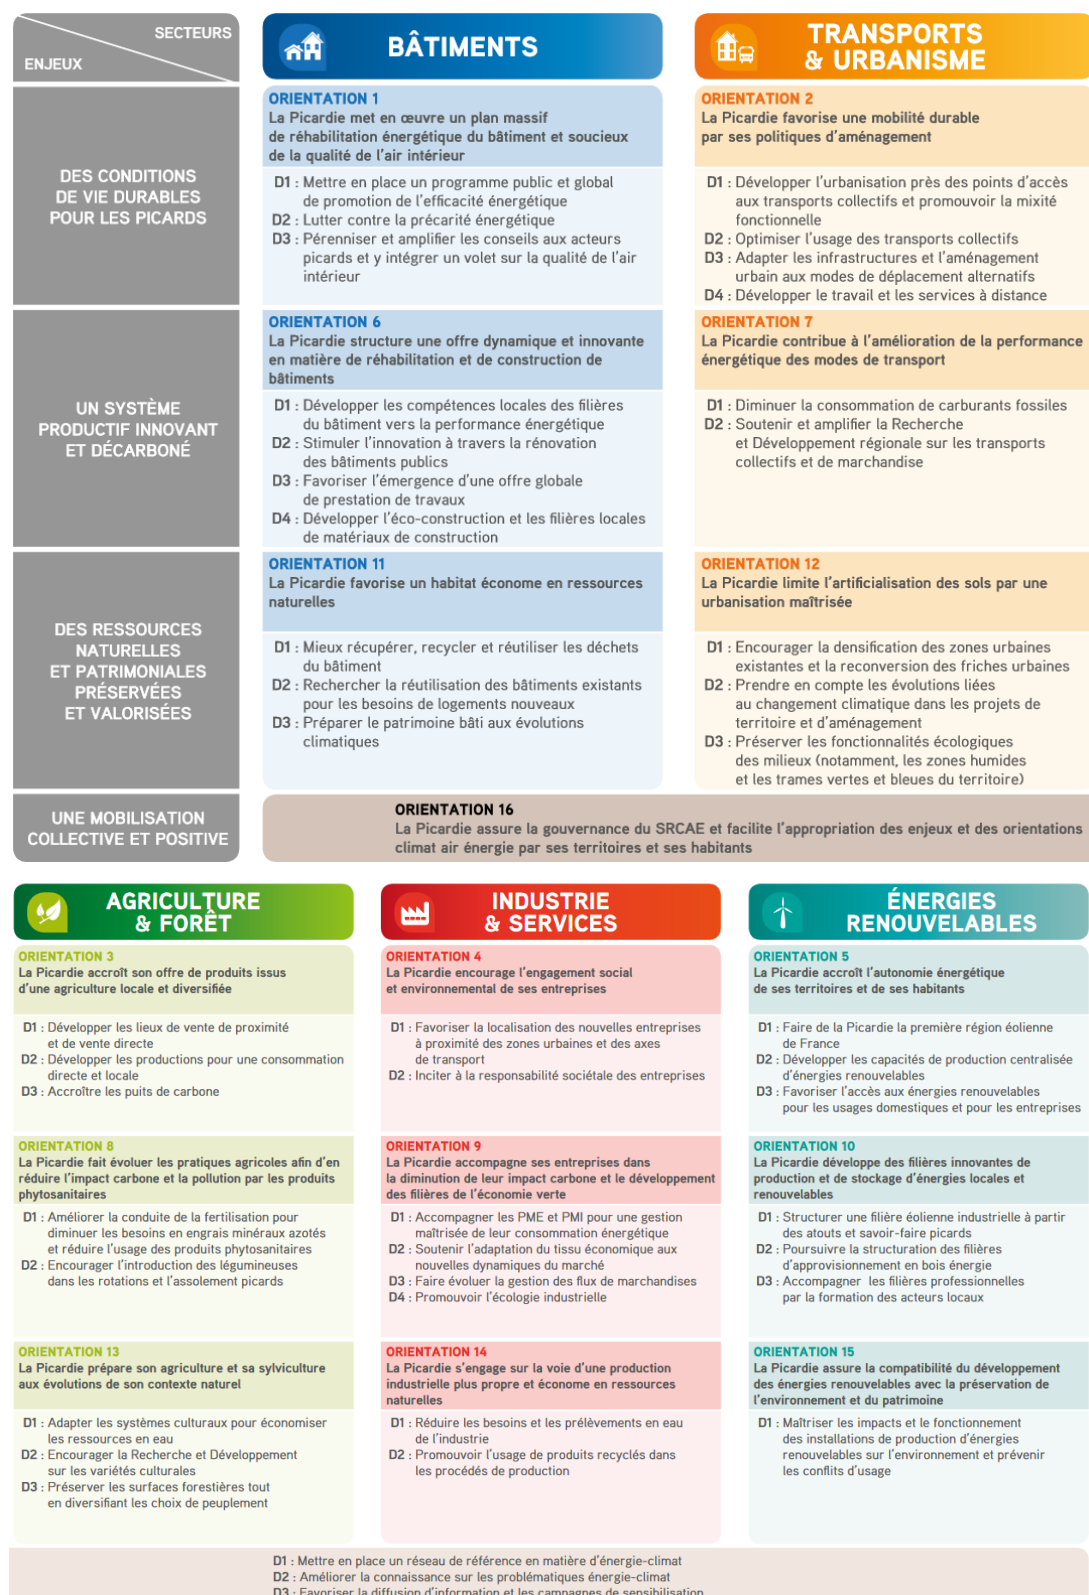 SECTEURS
ENJEUX
BÂTIMENTS
TRANSPORTS
& URBANISME
DES CONDITIONS
DE VIE DURABLES
POUR LES PICARDS
ORIENTATION 1
La Picardie met en œuvre un plan massif
de réhabilitation énergétique du bâtiment et soucieux
de la qualité de l'air intérieur
D1 : Mettre en place un programme public et global
de promotion de l'efficacité énergétique
D2 : Lutter contre la précarité énergétique
D3 : Pérenniser et amplifier les conseils aux acteurs
picards et y intégrer un volet sur la qualité de l'air
intérieur
ORIENTATION 2
La Picardie favorise une mobilité durable
par ses politiques d'aménagement
D1 : Développer l'urbanisation près des points d'accès
aux transports collectifs et promouvoir la mixité
fonctionnelle
D2 : Optimiser l'usage des transports collectifs
D3 : Adapter les infrastructures et l'aménagement
urbain aux modes de déplacement alternatifs
D4 : Développer le travail et les services à distance
UN SYSTÈME
PRODUCTIF INNOVANT
ET DÉCARBONÉ
ORIENTATION 6
La Picardie structure une offre dynamique et innovante
en matière de réhabilitation et de construction de
bâtiments
D1 : Développer les compétences locales des filières
du bâtiment vers la performance énergétique
D2 : Stimuler l'innovation à travers la rénovation
des bâtiments publics
D3 : Favoriser l'émergence d'une offre globale
de prestation de travaux
D4 : Développer l'éco-construction et les filières locales
de matériaux de construction
ORIENTATION 7
La Picardie contribue à l'amélioration de la performance
énergétique des modes de transport
D1 : Diminuer la consommation de carburants fossiles
D2 : Soutenir et amplifier la Recherche
et Développement régionale sur les transports
collectifs et de marchandise
DES RESSOURCES
NATURELLES
ET PATRIMONIALES
PRÉSERVÉES
ET VALORISÉES
ORIENTATION 11
La Picardie favorise un habitat économe en ressources
naturelles
D1 : Mieux récupérer, recycler et réutiliser les déchets
du bâtiment
D2 : Rechercher la réutilisation des bâtiments existants
pour les besoins de logements nouveaux
D3 : Préparer le patrimoine bâti aux évolutions
climatiques
ORIENTATION 12
La Picardie limite l'artificialisation des sols par une
urbanisation maîtrisée
D1 : Encourager la densification des zones urbaines
existantes et la reconversion des friches urbaines
D2 : Prendre en compte les évolutions liées
au changement climatique dans les projets de
territoire et d'aménagement
D3 : Préserver les fonctionnalités écologiques
des milieux (notamment, les zones humides
et les trames vertes et bleues du territoire)
UNE MOBILISATION
COLLECTIVE ET POSITIVE
ORIENTATION 16
La Picardie assure la gouvernance du SRCAE et facilite l'appropriation des enjeux et des orientations
climat air énergie par ses territoires et ses habitants
AGRICULTURE
& FORÊT
INDUSTRIE
& SERVICES
ÉNERGIES
RENOUVELABLES
ORIENTATION 3
La Picardie accroît son offre de produits issus
d'une agriculture locale et diversifiée
D1 : Développer les lieux de vente de proximité
et de vente directe
D2 : Développer les productions pour une consommation
directe et locale
D3 : Accroître les puits de carbone
ORIENTATION 4
La Picardie encourage l'engagement social
et environnemental de ses entreprises
D1 : Favoriser la localisation des nouvelles entreprises
à proximité des zones urbaines et des axes
de transport
D2 : Inciter à la responsabilité sociétale des entreprises
ORIENTATION 5
La Picardie accroît l'autonomie énergétique
de ses territoires et de ses habitants
D1 : Faire de la Picardie la première région éolienne
de France
D2 : Développer les capacités de production centralisée
d'énergies renouvelables
D3 : Favoriser l'accès aux énergies renouvelables
pour les usages domestiques et pour les entreprises
ORIENTATION 8
La Picardie fait évoluer les pratiques agricoles afin d'en
réduire l'impact carbone et la pollution par les produits
phytosanitaires
D1 : Améliorer la conduite de la fertilisation pour
diminuer les besoins en engrais minéraux azotés
et réduire l'usage des produits phytosanitaires
D2 : Encourager l'introduction des légumineuses
dans les rotations et l'assolement picards
ORIENTATION 9
La Picardie accompagne ses entreprises dans
la diminution de leur impact carbone et le développement
des filières de l'économie verte
D1 : Accompagner les PME et PMI pour une gestion
maîtrisée de leur consommation énergétique
D2 : Soutenir l'adaptation du tissu économique aux
nouvelles dynamiques du marché
D3 : Faire évoluer la gestion des flux de marchandises
D4 : Promouvoir l'écologie industrielle
ORIENTATION 10
La Picardie développe des filières innovantes de
production et de stockage d'énergies locales et
renouvelables
D1 : Structurer une filière éolienne industrielle à partir
des atouts et savoir-faire picards
D2 : Poursuivre la structuration des filières
d'approvisionnement en bois énergie
D3 : Accompagner les filières professionnelles
par la formation des acteurs locaux
ORIENTATION 13
La Picardie prépare son agriculture et sa sylviculture
aux évolutions de son contexte naturel
D1 : Adapter les systèmes culturaux pour économiser
les ressources en eau
D2 : Encourager la Recherche et Développement
sur les variétés culturales
D3 : Préserver les surfaces forestières tout
en diversifiant les choix de peuplement
ORIENTATION 14
La Picardie s'engage sur la voie d'une production
industrielle plus propre et économe en ressources
naturelles
D1 : Réduire les besoins et les prélèvements en eau
de l'industrie
D2 : Promouvoir l'usage de produits recyclés dans
les procédés de production
ORIENTATION 15
La Picardie assure la compatibilité du développement
des énergies renouvelables avec la préservation de
l'environnement et du patrimoine
D1 : Maîtriser les impacts et le fonctionnement
des installations de production d'énergies
renouvelables sur l'environnement et prévenir
les conflits d'usage
D1 : Mettre en place un réseau de référence en matière d'énergie-climat
D2 : Améliorer la connaissance sur les problématiques énergie-climat
D3 : Favoriser la diffusion d'information et les campagnes de sensibilisation